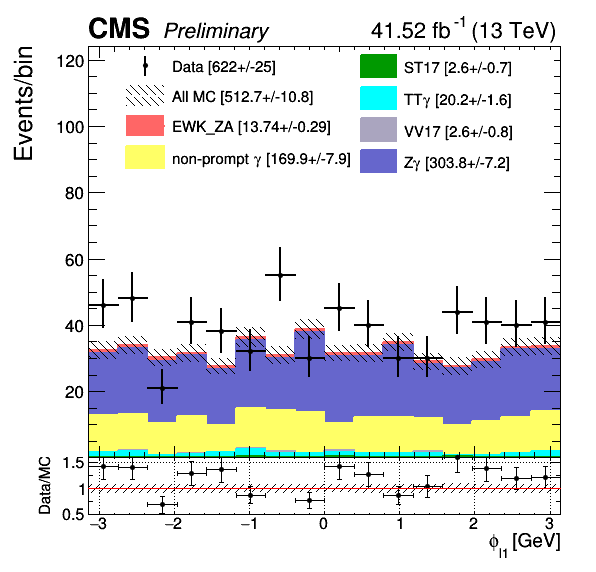 CMS Preliminary 41.52 fb⁻¹ (13 TeV)
Events/bin
120
100
80
60
40
20
Data [622+/-25]
All MC [512.7+/-10.8]
EWK_ZA [13.74+/-0.29]
non-prompt γ [169.9+/-7.9]
ST17 [2.6+/-0.7]
TTγ [20.2+/-1.6]
VV17 [2.6+/-0.8]
Zγ [303.8+/-7.2]
Data/MC
1.5
1
0.5
−3 −2 −1 0 1 2 3
ϕ_l1 [GeV]